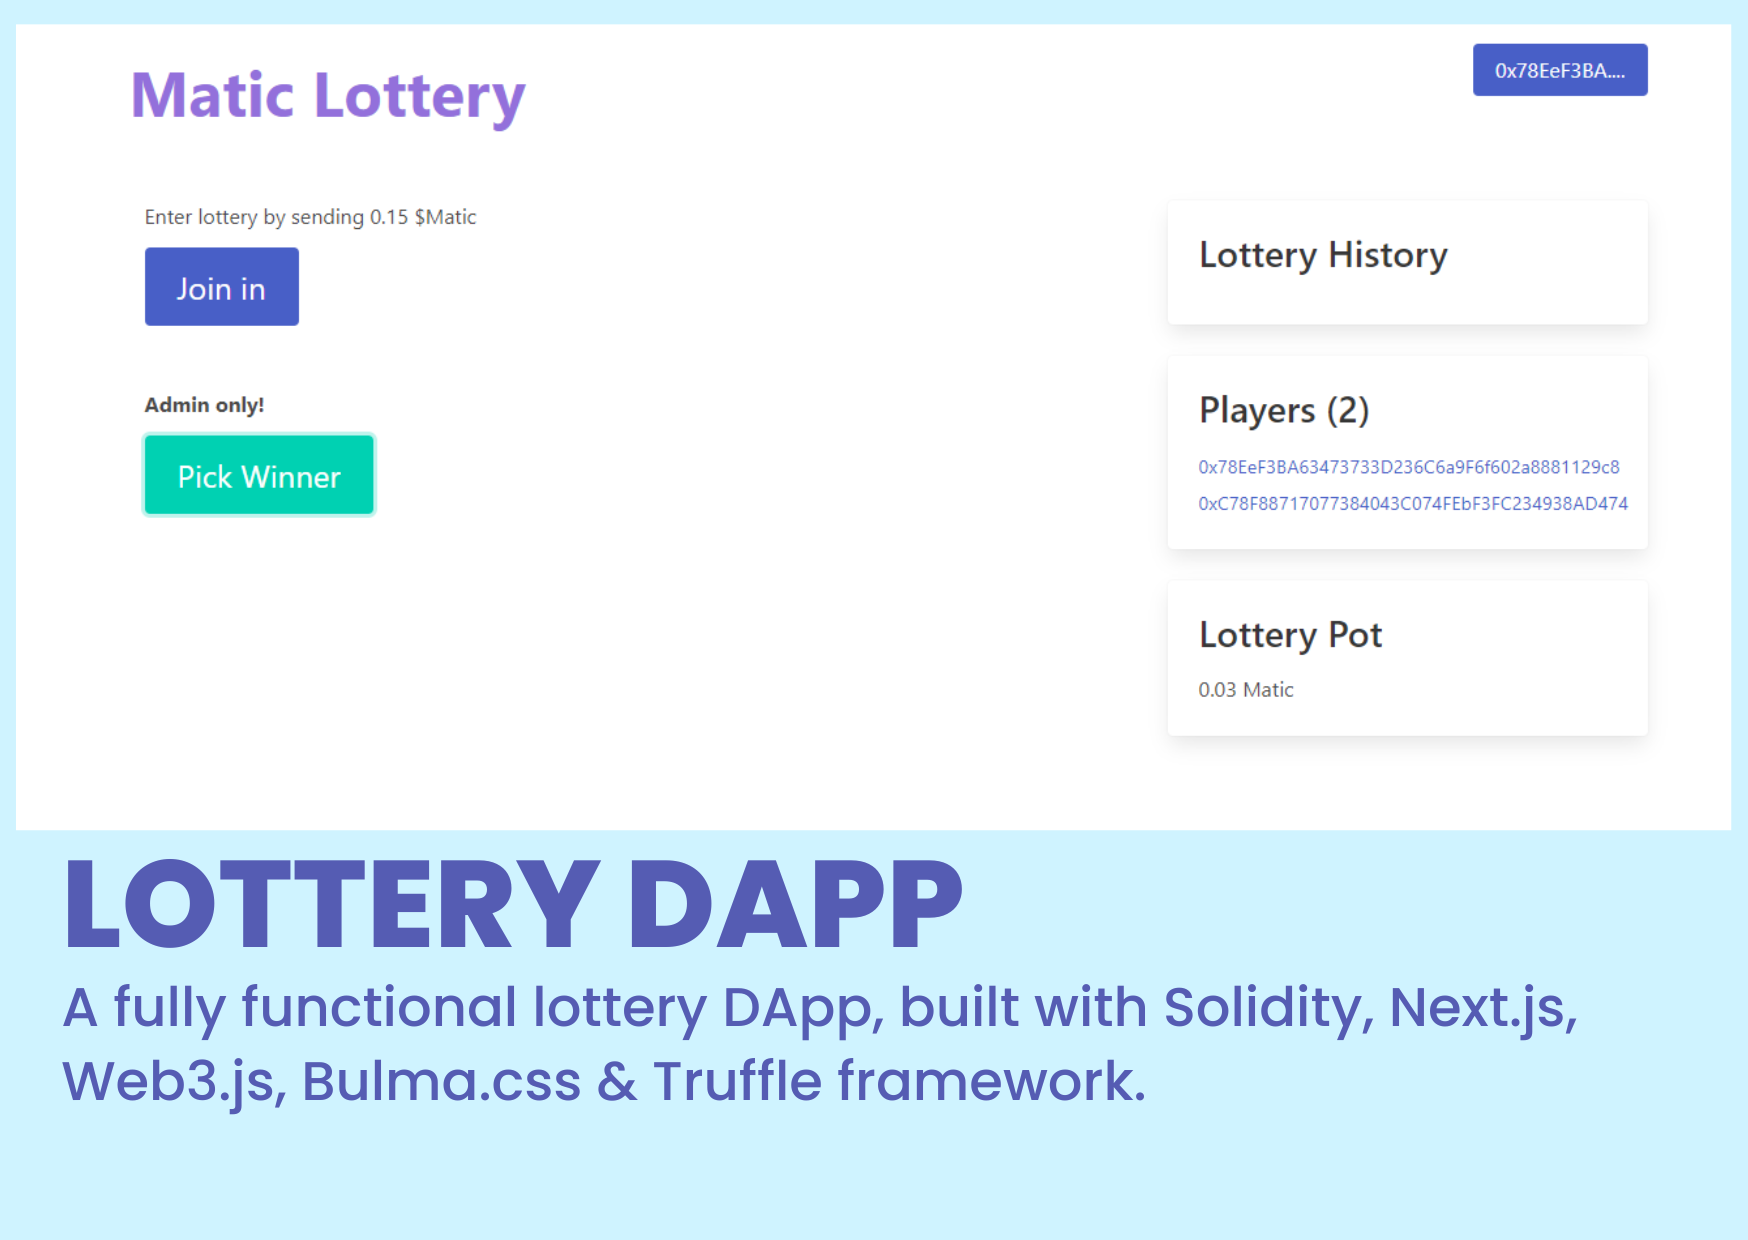 Matic Lottery
0x78EeF3BA....
Enter lottery by sending 0.15 $Matic
Join in
Admin only!
Pick Winner
Lottery History
Players (2)
0x78EeF3BA63473733D236C6a9F6f602a8881129c8
0xC78F88717077384043C074FEbF3FC234938AD474
Lottery Pot
0.03 Matic
LOTTERY DAPP
A fully functional lottery DApp, built with Solidity, Next.js,
Web3.js, Bulma.css & Truffle framework.